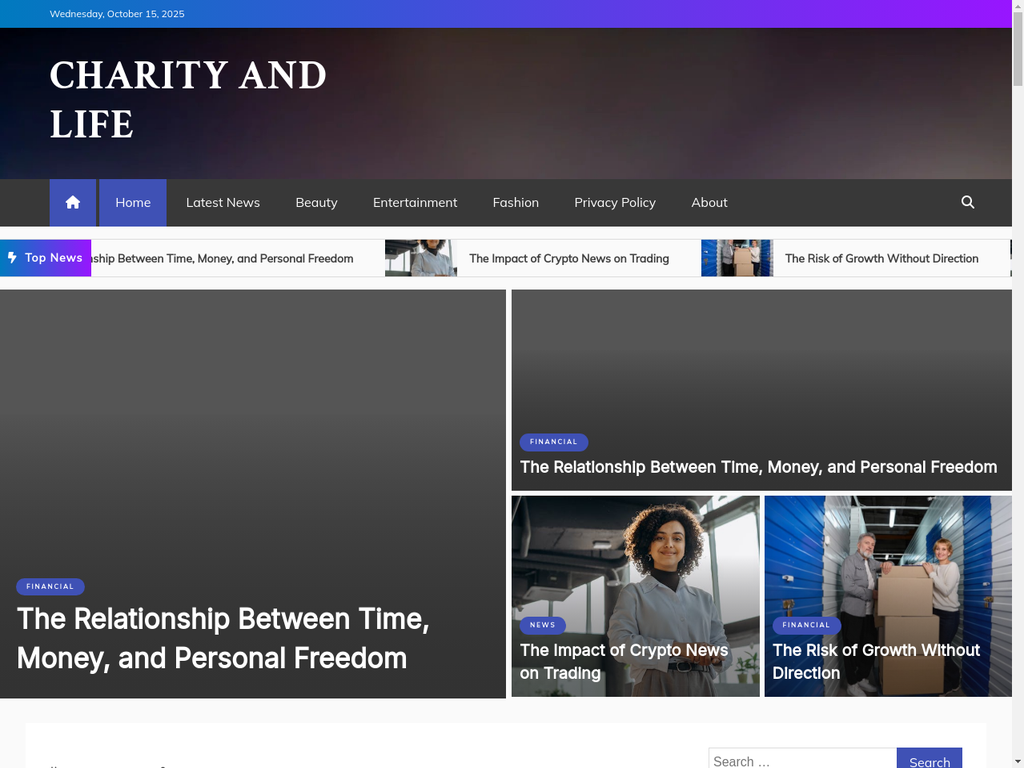 Wednesday, October 15, 2025
CHARITY AND
LIFE
Home
Latest News
Beauty
Entertainment
Fashion
Privacy Policy
About
Top News
Between Time, Money, and Personal Freedom
The Impact of Crypto News on Trading
The Risk of Growth Without Direction
FINANCIAL
The Relationship Between Time,
Money, and Personal Freedom
FINANCIAL
The Relationship Between Time, Money, and Personal Freedom
NEWS
The Impact of Crypto News
on Trading
FINANCIAL
The Risk of Growth Without
Direction
Search …
Search